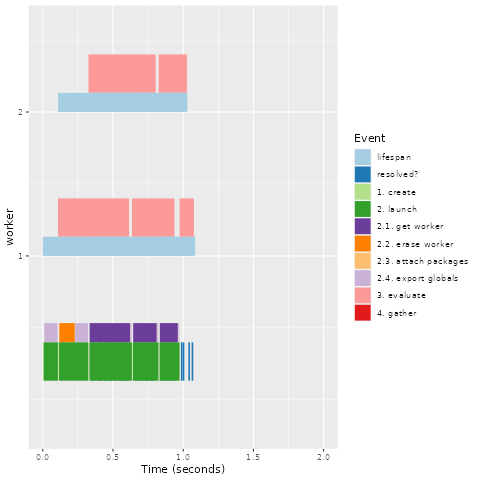 2
1
worker
0.0 0.5 1.0 1.5 2.0
Time (seconds)
Event
lifespan
resolved?
1. create
2. launch
2.1. get worker
2.2. erase worker
2.3. attach packages
2.4. export globals
3. evaluate
4. gather